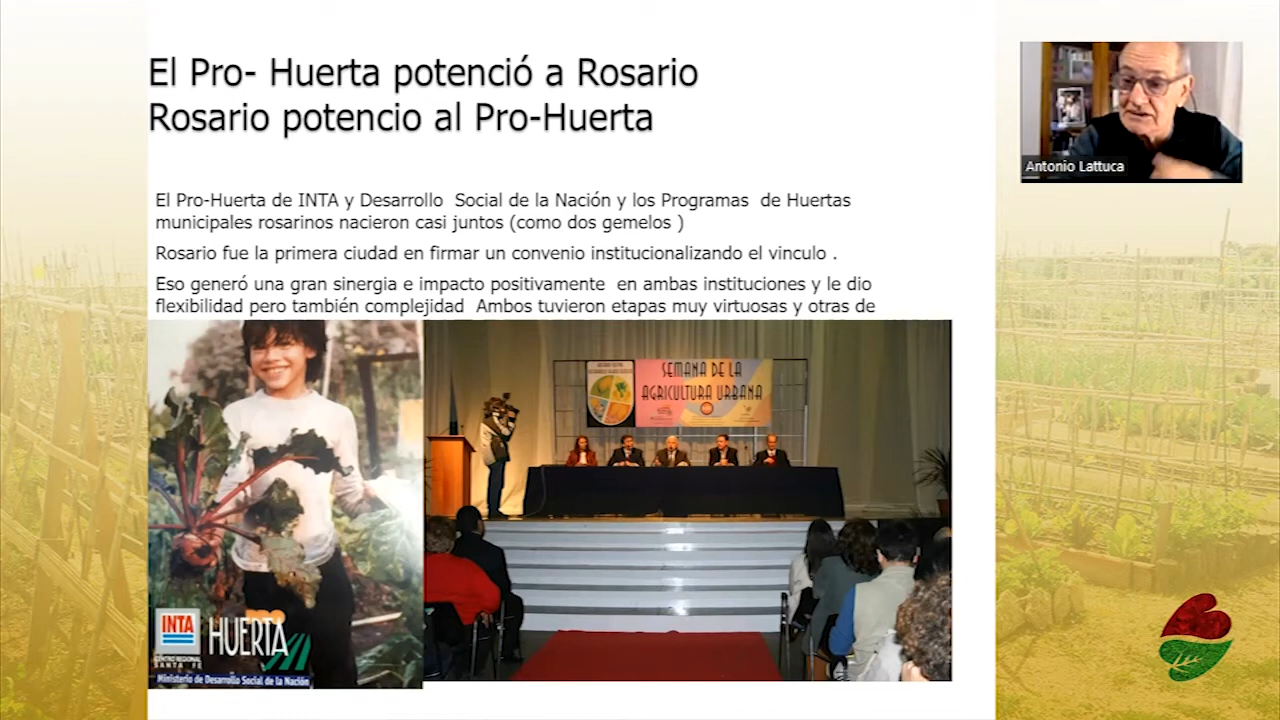 El Pro- Huerta potenció a Rosario
Rosario potencio al Pro-Huerta
El Pro-Huerta de INTA y Desarrollo Social de la Nación y los Programas de Huertas
municipales rosarinos nacieron casi juntos (como dos gemelos )
Rosario fue la primera ciudad en firmar un convenio institucionalizando el vinculo .
Eso generó una gran sinergia e impacto positivamente en ambas instituciones y le dio
flexibilidad pero también complejidad Ambos tuvieron etapas muy virtuosas y otras de
Antonio Lattuca
SEMANA DE LA
AGRICULTURA URBANA
INTA
CENTRO REGIONAL
SANTA FE
PRO
HUERTA
Ministerio de Desarrollo Social de la Nación